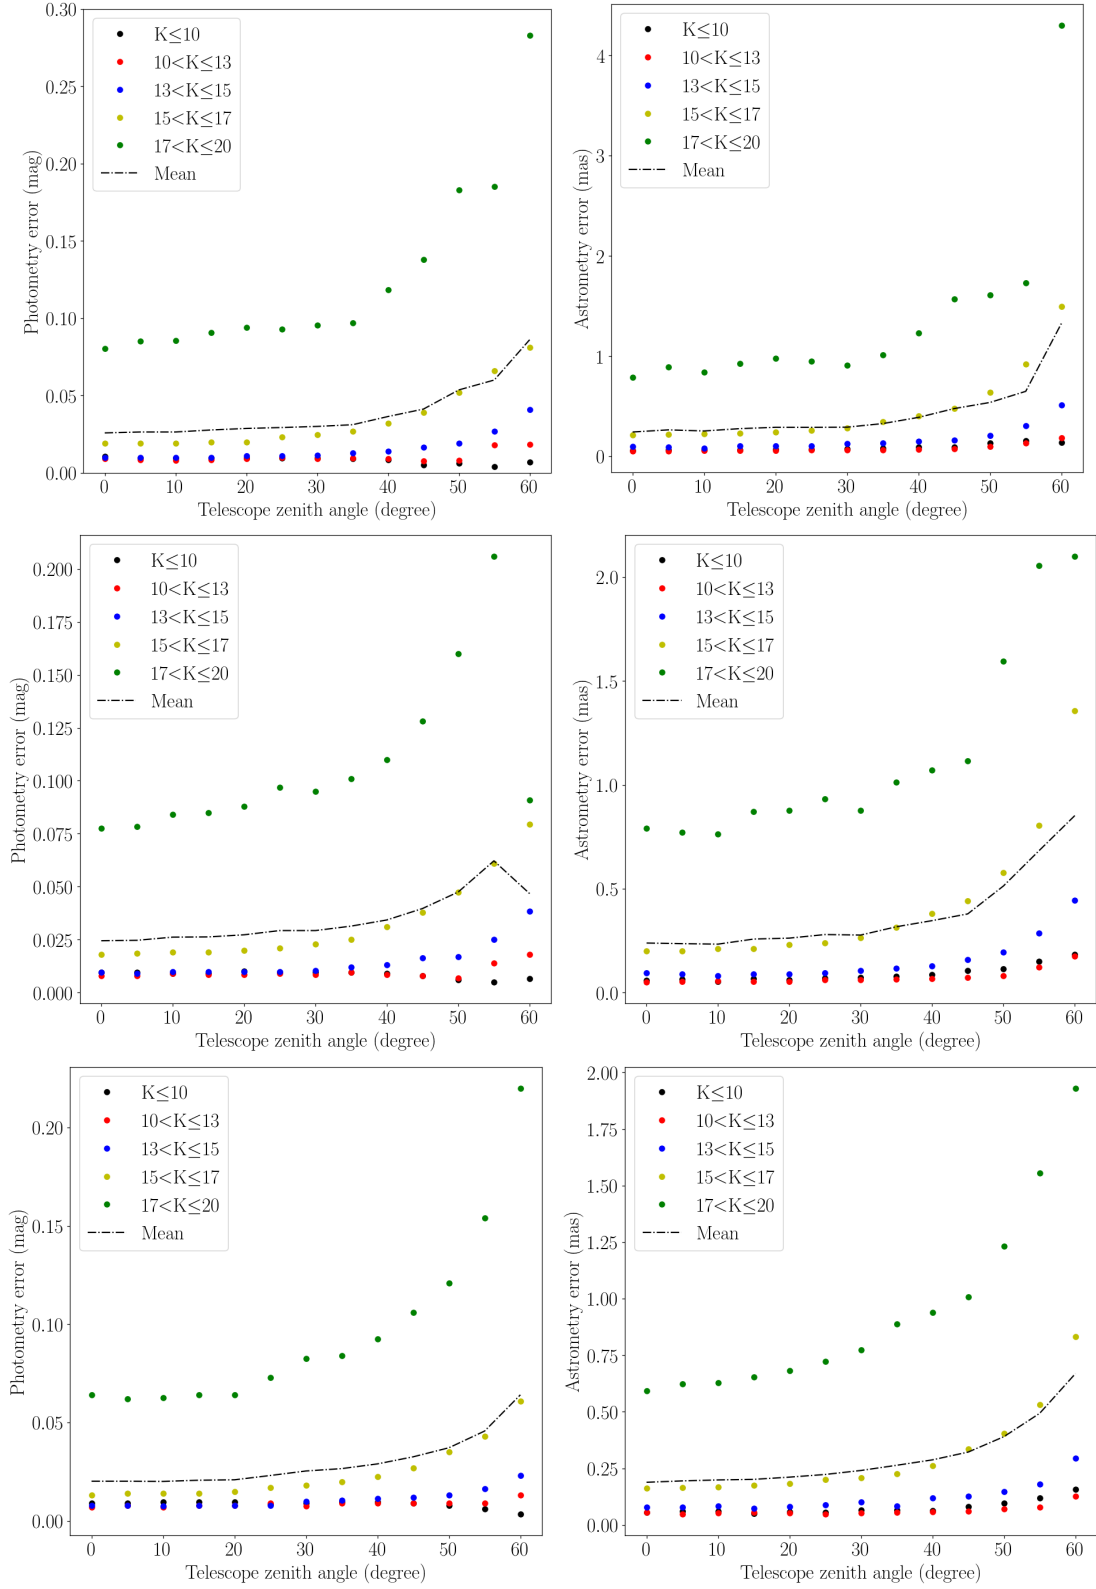 0.30
0.25
0.20
0.15
0.10
0.05
0.00
Photometry error (mag)
K≤10
10<K≤13
13<K≤15
15<K≤17
17<K≤20
Mean
0 10 20 30 40 50 60
Telescope zenith angle (degree)
4
3
2
1
0
Astrometry error (mas)
K≤10
10<K≤13
13<K≤15
15<K≤17
17<K≤20
Mean
0 10 20 30 40 50 60
Telescope zenith angle (degree)
0.200
0.175
0.150
0.125
0.100
0.075
0.050
0.025
0.000
Photometry error (mag)
K≤10
10<K≤13
13<K≤15
15<K≤17
17<K≤20
Mean
0 10 20 30 40 50 60
Telescope zenith angle (degree)
2.0
1.5
1.0
0.5
0.0
Astrometry error (mas)
K≤10
10<K≤13
13<K≤15
15<K≤17
17<K≤20
Mean
0 10 20 30 40 50 60
Telescope zenith angle (degree)
0.20
0.15
0.10
0.05
0.00
Photometry error (mag)
K≤10
10<K≤13
13<K≤15
15<K≤17
17<K≤20
Mean
0 10 20 30 40 50 60
Telescope zenith angle (degree)
2.00
1.75
1.50
1.25
1.00
0.75
0.50
0.25
0.00
Astrometry error (mas)
K≤10
10<K≤13
13<K≤15
15<K≤17
17<K≤20
Mean
0 10 20 30 40 50 60
Telescope zenith angle (degree)